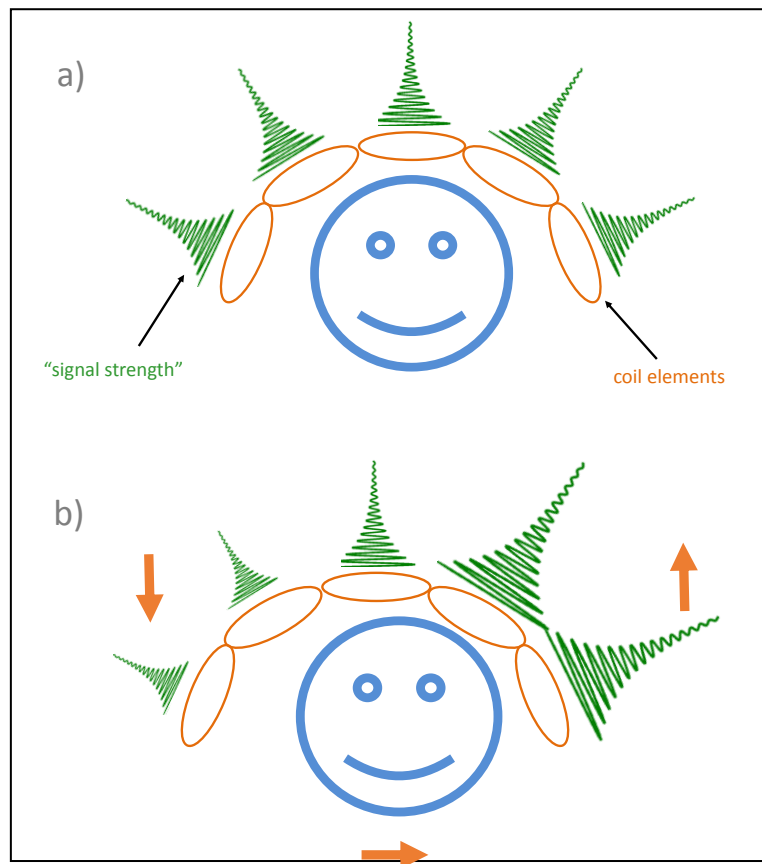 a)
“signal strength”
coil elements
b)